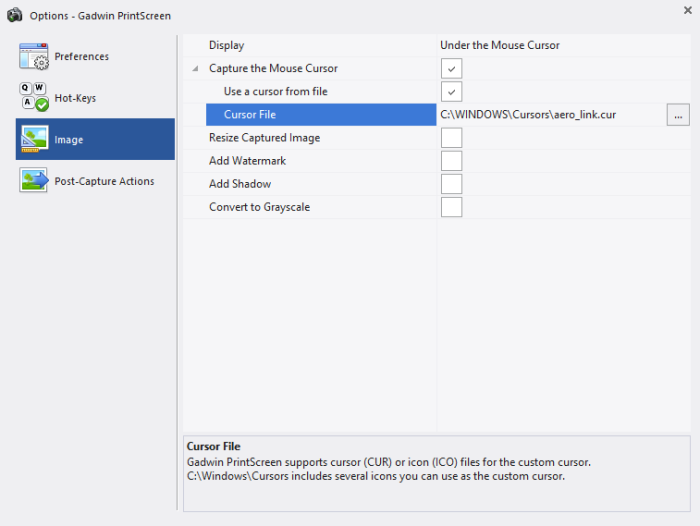 Options - Gadwin PrintScreen
Preferences
Q W
A
Hot-Keys
Image
Post-Capture Actions
Display Under the Mouse Cursor
Capture the Mouse Cursor
Use a cursor from file
Cursor File C:\WINDOWS\Cursors\aero_link.cur ...
Resize Captured Image
Add Watermark
Add Shadow
Convert to Grayscale
Cursor File
Gadwin PrintScreen supports cursor (CUR) or icon (ICO) files for the custom cursor.
C:\Windows\Cursors includes several icons you can use as the custom cursor.